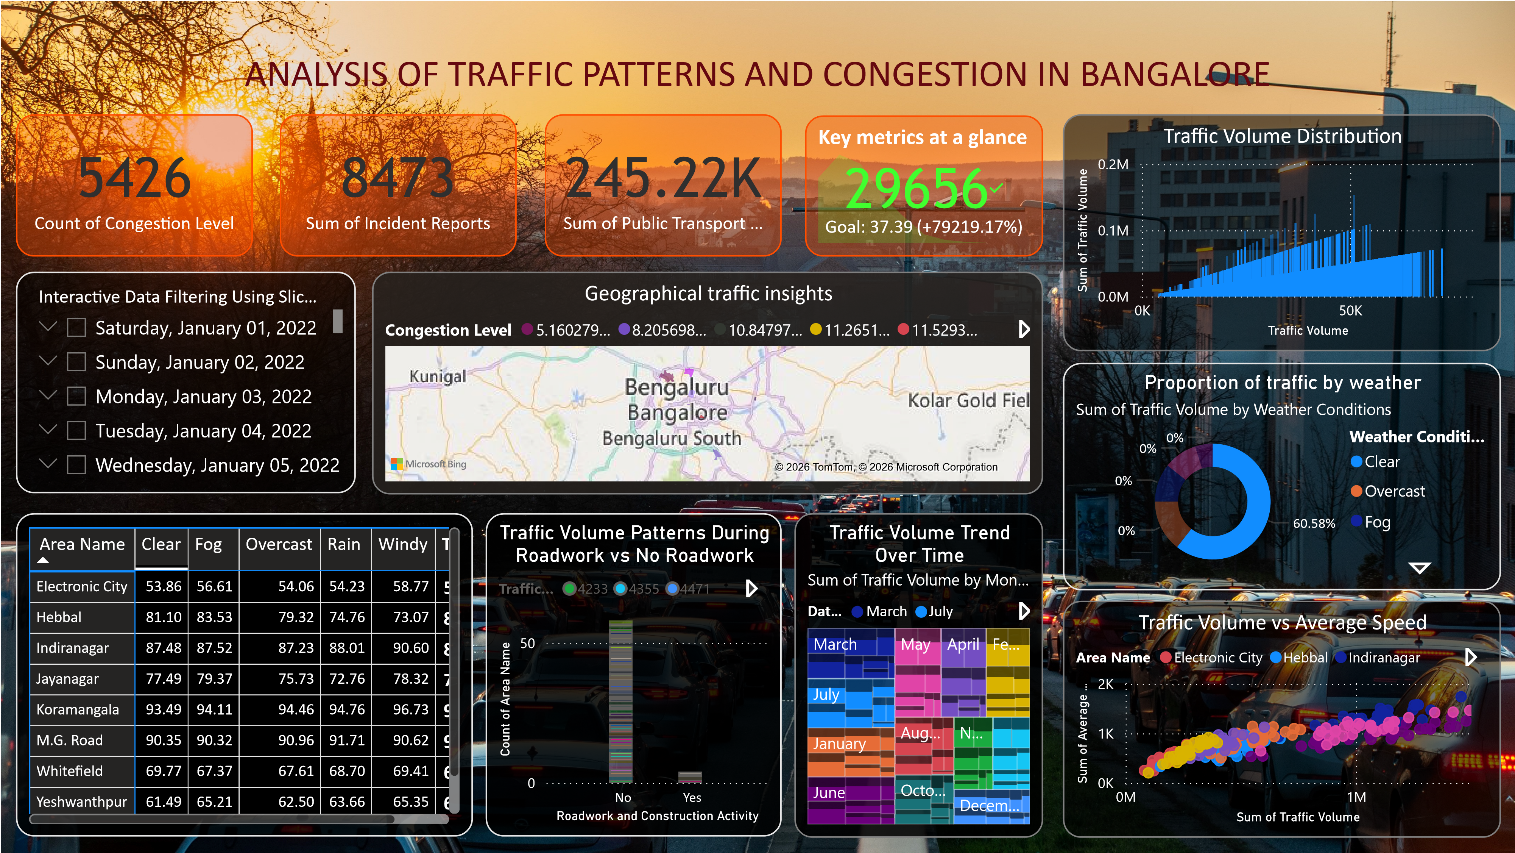 ANALYSIS OF TRAFFIC PATTERNS AND CONGESTION IN BANGALORE
5426
Count of Congestion Level
8473
Sum of Incident Reports
245.22K
Sum of Public Transport ...
Key metrics at a glance
29656
Goal: 37.39 (+79219.17%)
Traffic Volume Distribution
Sum of Traffic Volume
0.2M
0.1M
0.0M
0K 50K
Traffic Volume
Interactive Data Filtering Using Slic...
Saturday, January 01, 2022
Sunday, January 02, 2022
Monday, January 03, 2022
Tuesday, January 04, 2022
Wednesday, January 05, 2022
Geographical traffic insights
Congestion Level 5.160279... 8.205698... 10.84797... 11.2651... 11.5293...
Kunigal
Bengaluru
Bangalore
Bengaluru South
Kolar Gold Fiel
Microsoft Bing
© 2026 TomTom, © 2026 Microsoft Corporation
Proportion of traffic by weather
Sum of Traffic Volume by Weather Conditions
0%
0%
0%
0%
60.58%
Weather Conditi...
Clear
Overcast
Fog
Area Name Clear Fog Overcast Rain Windy T
Electronic City 53.86 56.61 54.06 54.23 58.77
Hebbal 81.10 83.53 79.32 74.76 73.07
Indiranagar 87.48 87.52 87.23 88.01 90.60
Jayanagar 77.49 79.37 75.73 72.76 78.32
Koramangala 93.49 94.11 94.46 94.76 96.73
M.G. Road 90.35 90.32 90.96 91.71 90.62
Whitefield 69.77 67.37 67.61 68.70 69.41
Yeshwanthpur 61.49 65.21 62.50 63.66 65.35
Traffic Volume Patterns During
Roadwork vs No Roadwork
Traffic... 4233 4355 4471
Count of Area Name
50
0
No Yes
Roadwork and Construction Activity
Traffic Volume Trend
Over Time
Sum of Traffic Volume by Mon...
Dat... March July
March
May
April
Fe...
July
January
Aug...
N...
June
Octo...
Decem...
Traffic Volume vs Average Speed
Area Name Electronic City Hebbal Indiranagar
Sum of Average ...
2K
1K
0K
0M 1M
Sum of Traffic Volume